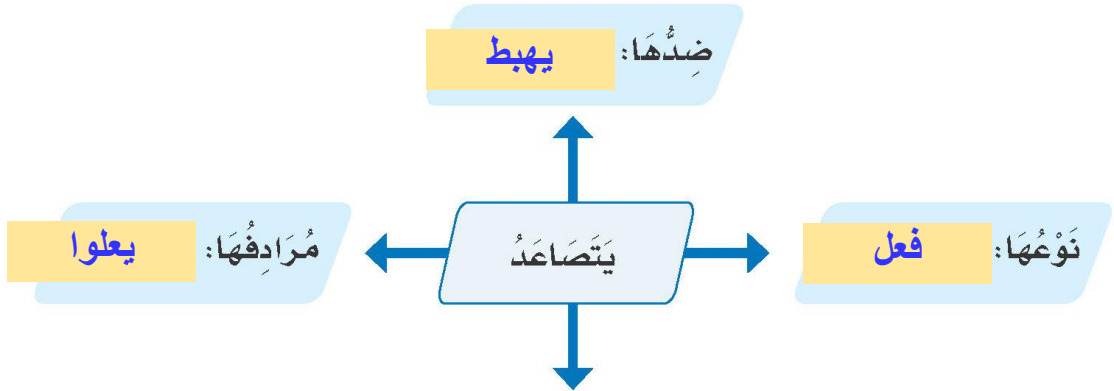 ضِدُّهَا: يهبط
نَوْعُهَا: فعل
يَتَصَاعَدُ
مُرَادِفُهَا: يعلوا